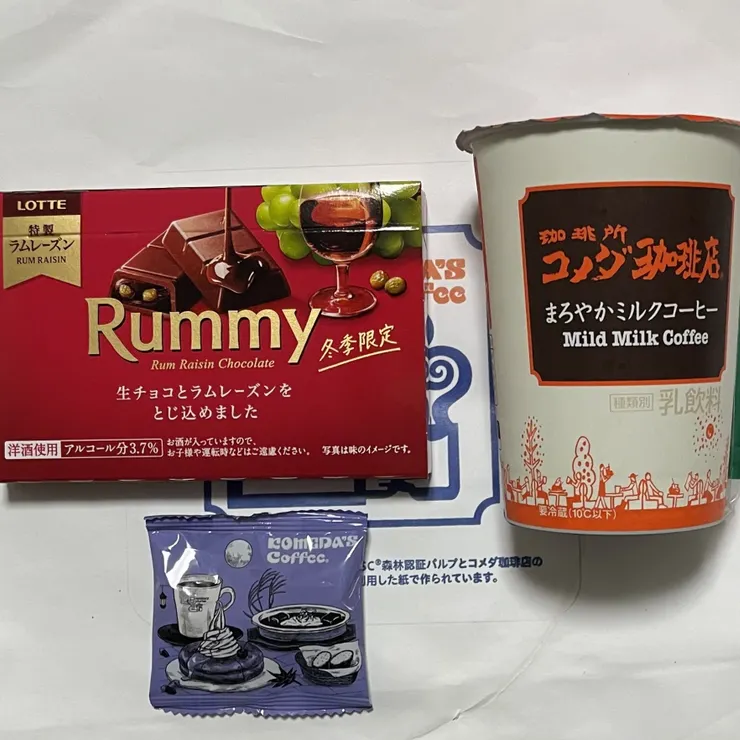 LOTTE
特製
ラムレーズン
RUM RAISIN
Rummy
Rum Raisin Chocolate
冬季限定
生チョコとラムレーズンを
とじ込めました
洋酒使用 アルコール分3.7%
お酒が入っていますので、
お子様や運転時などはご遠慮ください。
写真は味のイメージです。
珈琲所
コメダ珈琲店
まろやかミルクコーヒー
Mild Milk Coffee
種類別 乳飲料
要冷蔵(10℃以下)
KOMEDA'S
Coffee
DA'S
ffee
SC®森林認証パルプとコメダ珈琲店の
用した紙で作られています。